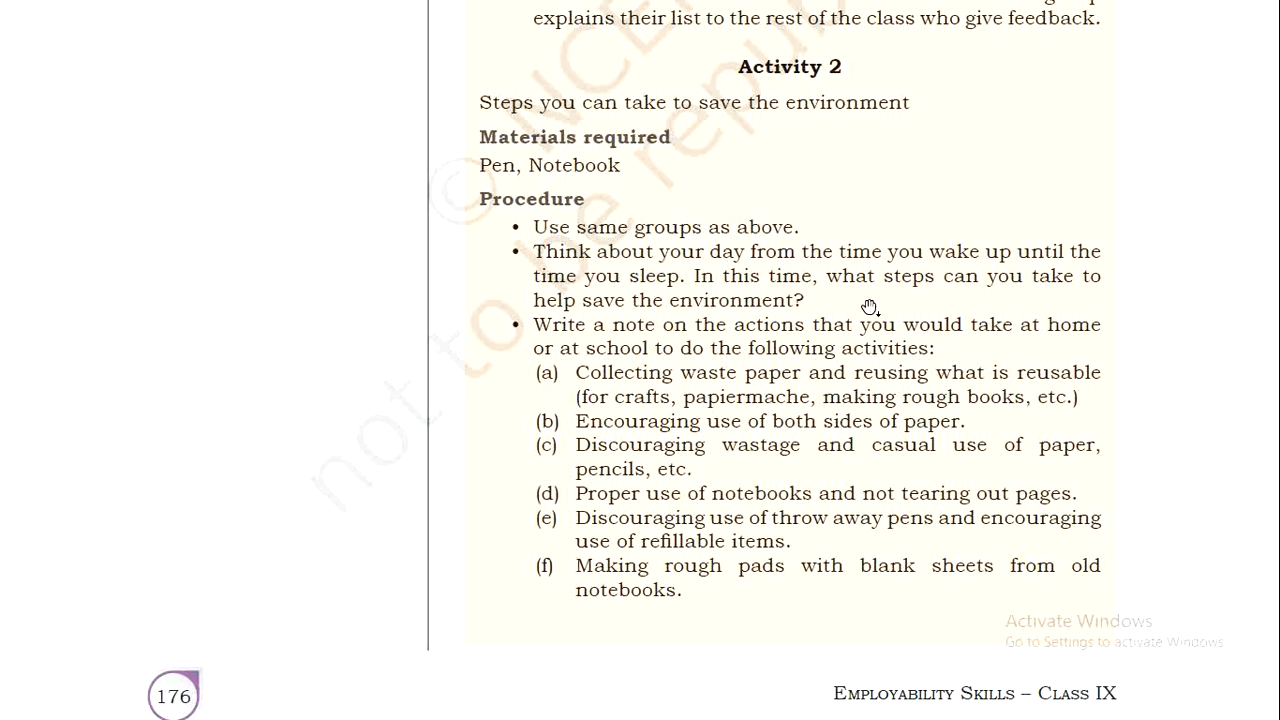 explains their list to the rest of the class who give feedback.
Activity 2
Steps you can take to save the environment
Materials required
Pen, Notebook
Procedure
• Use same groups as above.
• Think about your day from the time you wake up until the
time you sleep. In this time, what steps can you take to
help save the environment?
• Write a note on the actions that you would take at home
or at school to do the following activities:
(a) Collecting waste paper and reusing what is reusable
(for crafts, papiermache, making rough books, etc.)
(b) Encouraging use of both sides of paper.
(c) Discouraging wastage and casual use of paper,
pencils, etc.
(d) Proper use of notebooks and not tearing out pages.
(e) Discouraging use of throw away pens and encouraging
use of refillable items.
(f) Making rough pads with blank sheets from old
notebooks.
Activate Windows
Go to Settings to activate Windows
176
Employability Skills – Class IX
© NCE
not to be repub